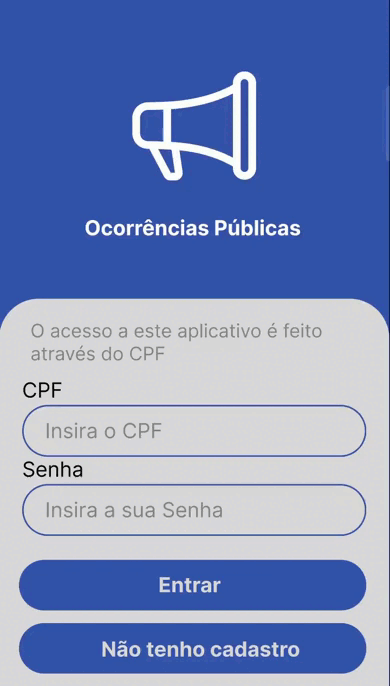 Ocorrências Públicas
O acesso a este aplicativo é feito
através do CPF
CPF
Insira o CPF
Senha
Insira a sua Senha
Entrar
Não tenho cadastro